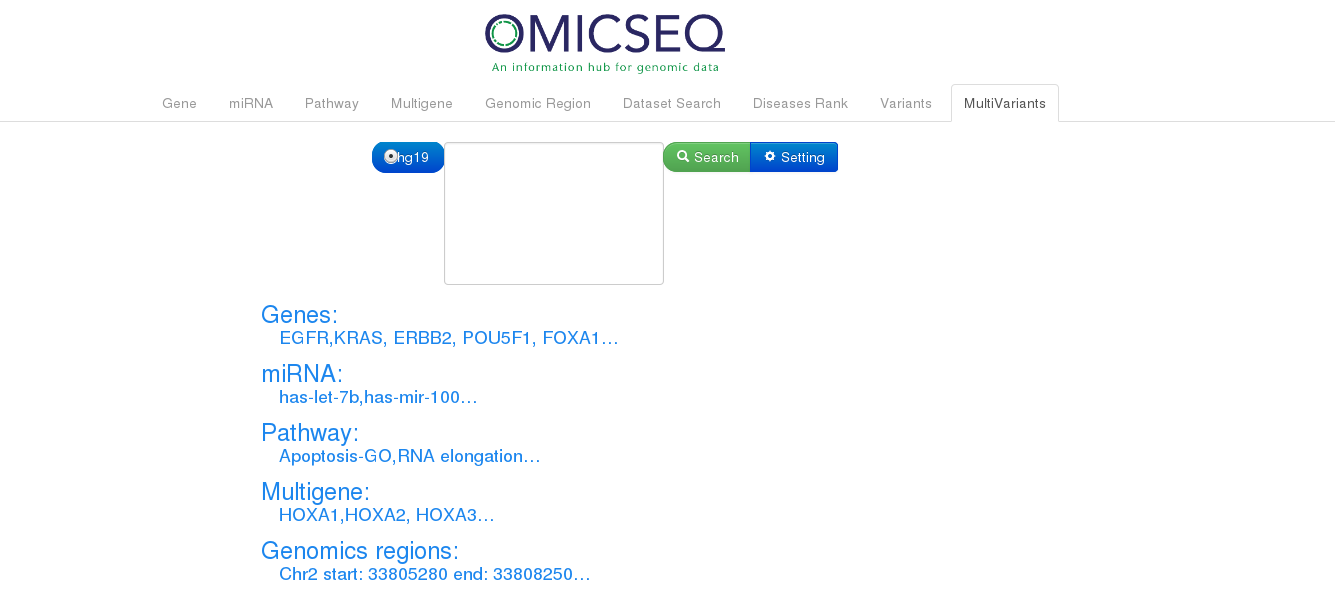 OMICSEQ
An information hub for genomic data
Gene miRNA Pathway Multigene Genomic Region Dataset Search Diseases Rank Variants MultiVariants
hg19 Search Setting
Genes:
EGFR,KRAS, ERBB2, POU5F1, FOXA1...
miRNA:
has-let-7b,has-mir-100...
Pathway:
Apoptosis-GO,RNA elongation...
Multigene:
HOXA1,HOXA2, HOXA3...
Genomics regions:
Chr2 start: 33805280 end: 33808250...